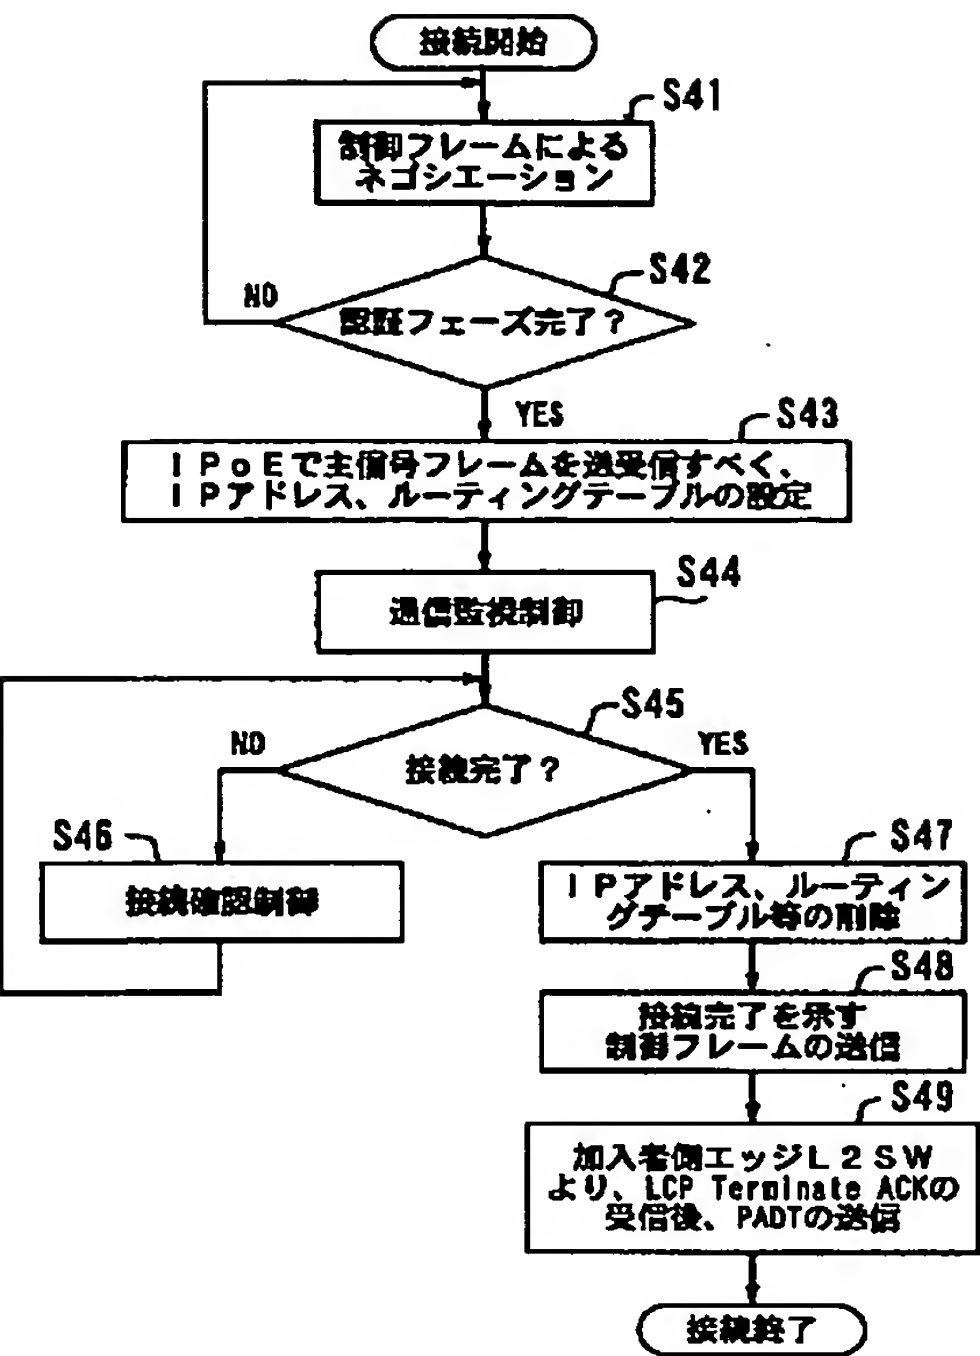 接続開始
S41
制御フレームによる
ネゴシエーション
S42
NO
認証フェーズ完了？
YES
S43
ＩＰｏＥで主信号フレームを送受信すべく、
ＩＰアドレス、ルーティングテーブルの設定
S44
通信監視制御
S45
NO
YES
接続完了？
S46
接続確認制御
S47
ＩＰアドレス、ルーティン
グテーブル等の削除
S48
接続完了を示す
制御フレームの送信
S49
加入者側エッジＬ２ＳＷ
より、LCP Terminate ACKの
受信後、PADTの送信
接続終了